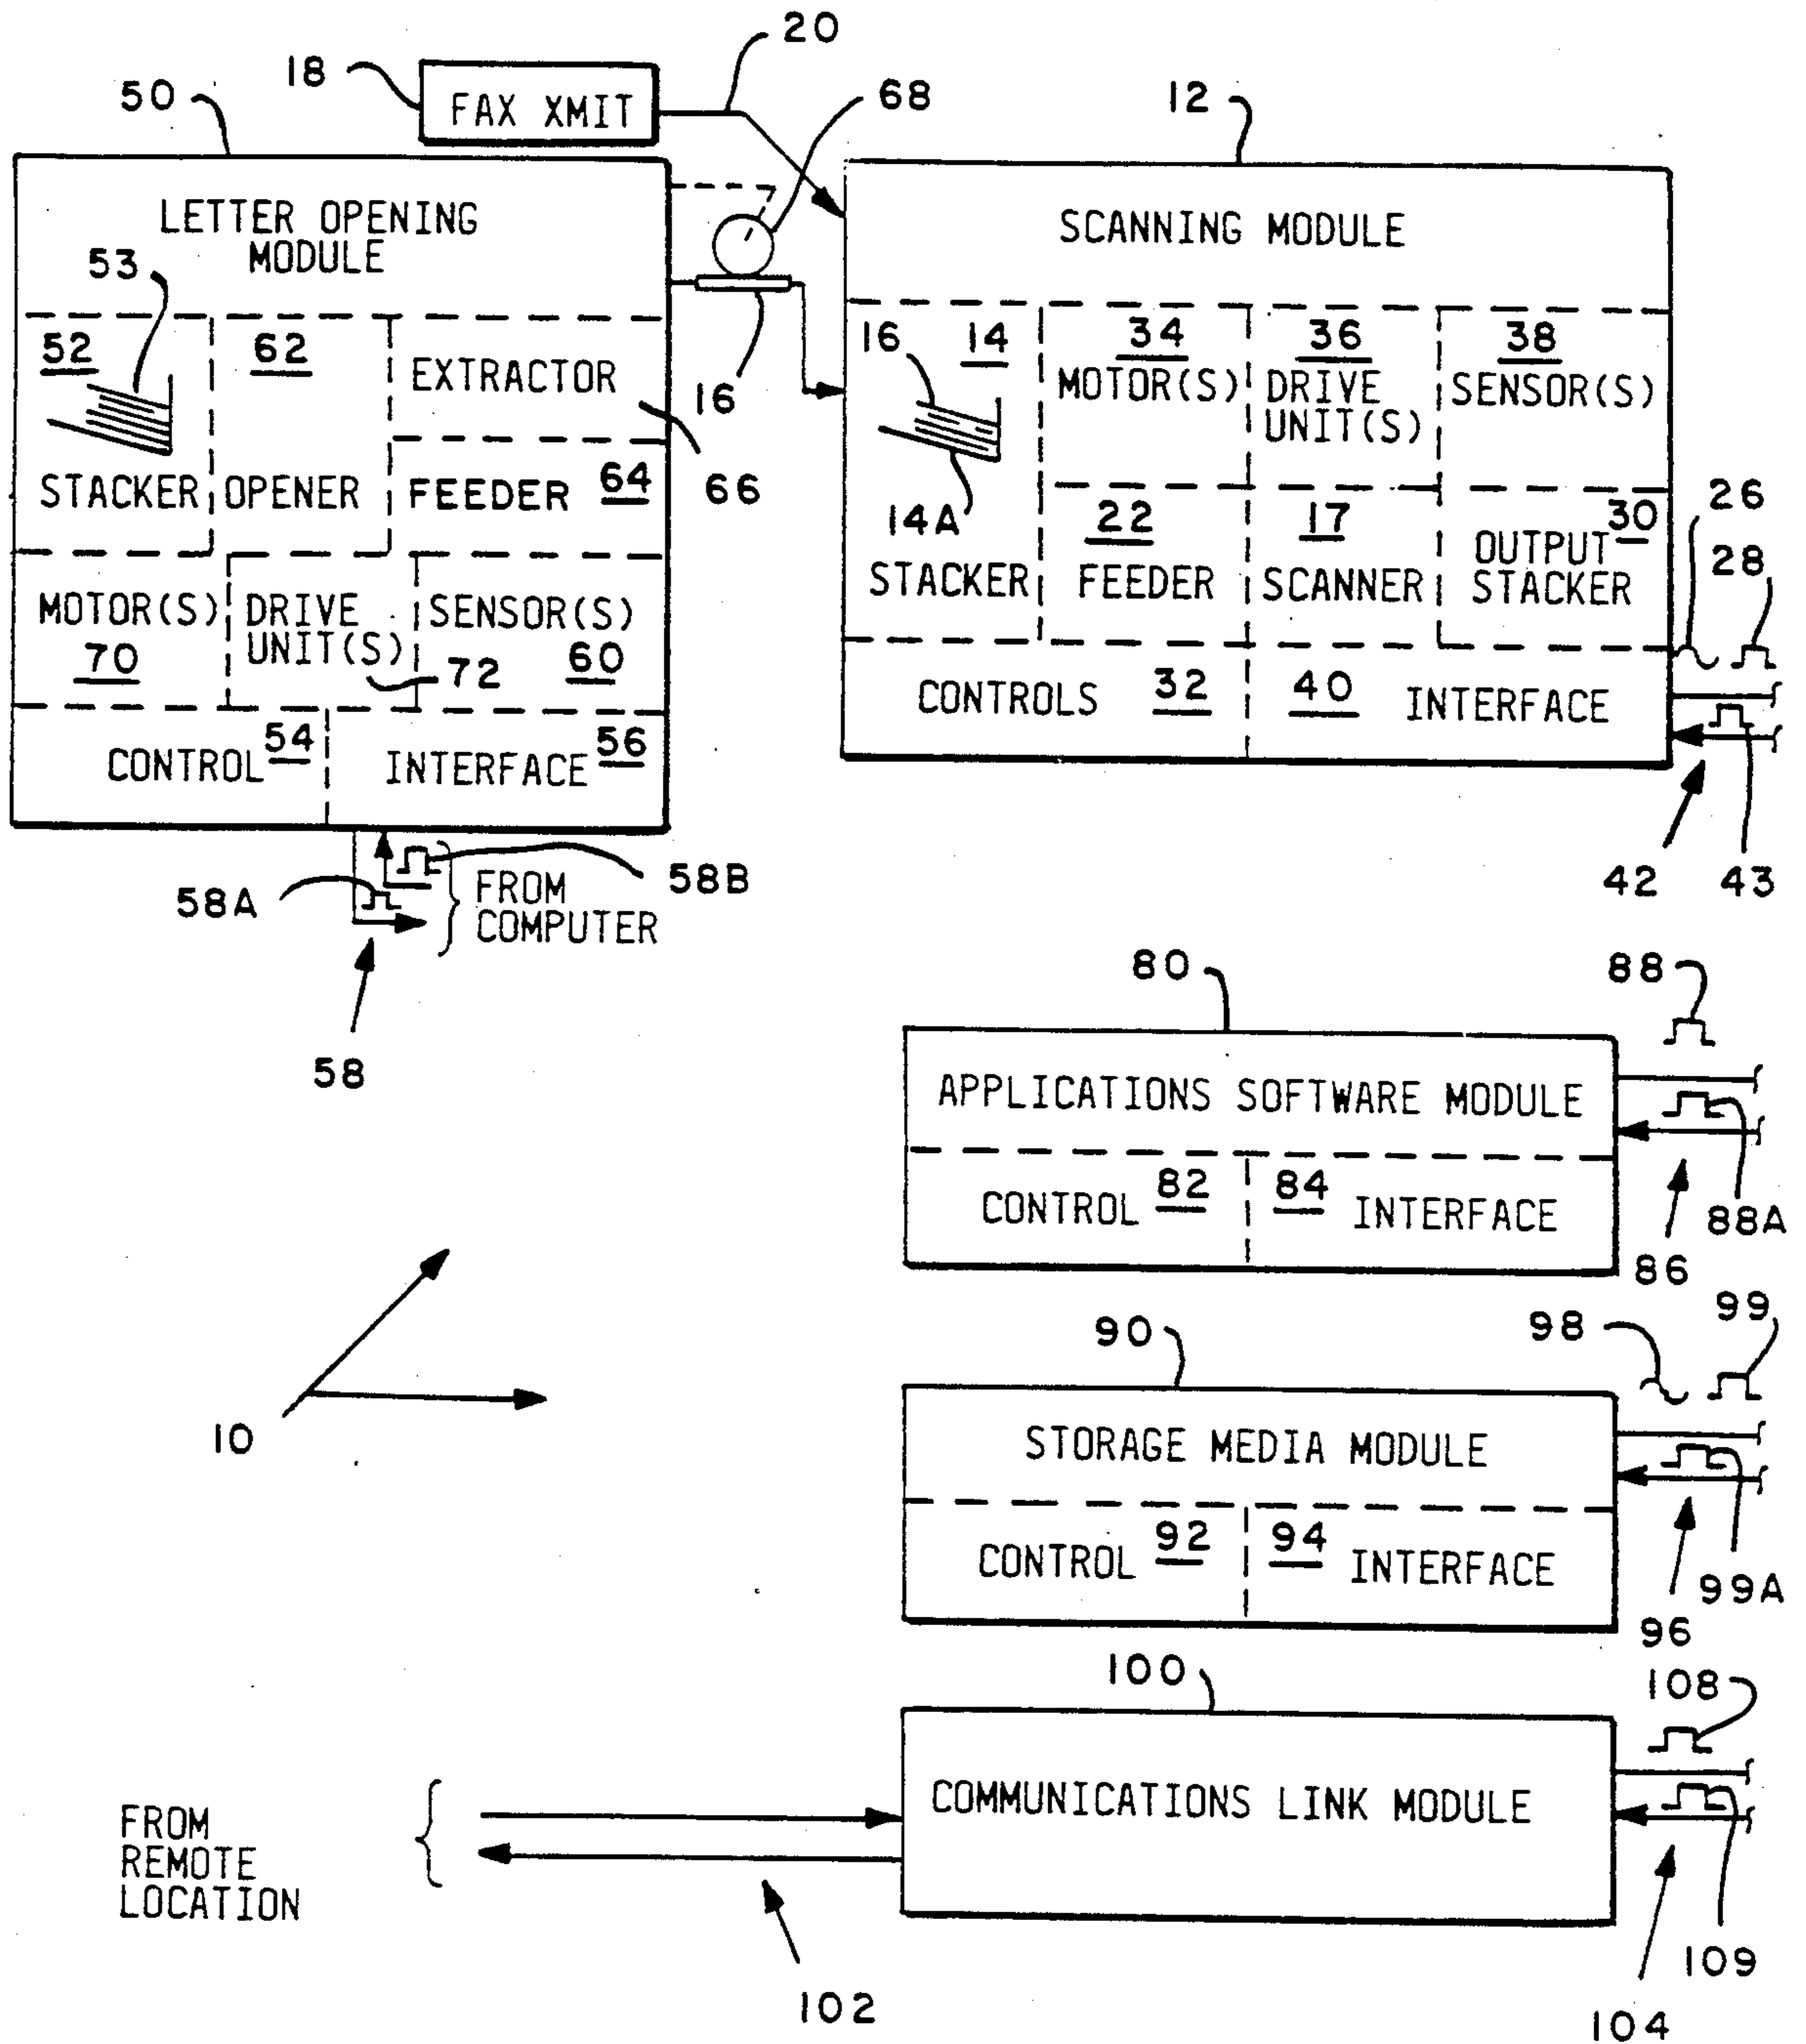 20
18
FAX XMIT
50
68
12
LETTER OPENING
MODULE
SCANNING MODULE
53
52
62
EXTRACTOR
16
STACKER
OPENER
FEEDER 64
66
MOTOR(S)
70
DRIVE
UNIT(S)
72
SENSOR(S)
60
CONTROL 54
INTERFACE 56
16
14
14A
STACKER
34
MOTOR(S)
36
DRIVE
UNIT(S)
38
SENSOR(S)
22
FEEDER
17
SCANNER
30
OUTPUT
STACKER
26
28
CONTROLS 32
40 INTERFACE
42
43
58A
58B
FROM
COMPUTER
58
80
88
APPLICATIONS SOFTWARE MODULE
CONTROL 82
84 INTERFACE
88A
86
10
90
98
99
STORAGE MEDIA MODULE
CONTROL 92
94 INTERFACE
99A
96
100
108
COMMUNICATIONS LINK MODULE
FROM
REMOTE
LOCATION
102
109
104